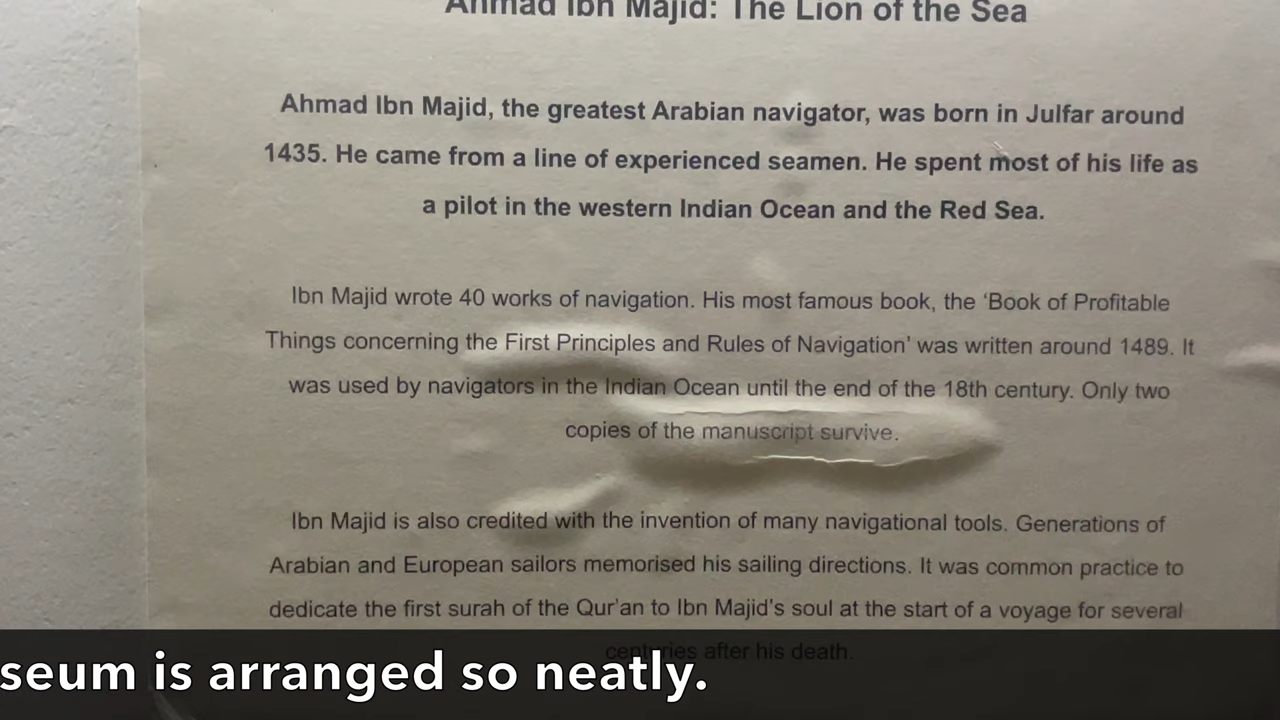 Ahmad Ibn Majid: The Lion of the Sea
Ahmad Ibn Majid, the greatest Arabian navigator, was born in Julfar around
1435. He came from a line of experienced seamen. He spent most of his life as
a pilot in the western Indian Ocean and the Red Sea.
Ibn Majid wrote 40 works of navigation. His most famous book, the ‘Book of Profitable
Things concerning the First Principles and Rules of Navigation’ was written around 1489. It
was used by navigators in the Indian Ocean until the end of the 18th century. Only two
copies of the manuscript survive.
Ibn Majid is also credited with the invention of many navigational tools. Generations of
Arabian and European sailors memorised his sailing directions. It was common practice to
dedicate the first surah of the Qur’an to Ibn Majid’s soul at the start of a voyage for several
centuries after his death.
seum is arranged so neatly.